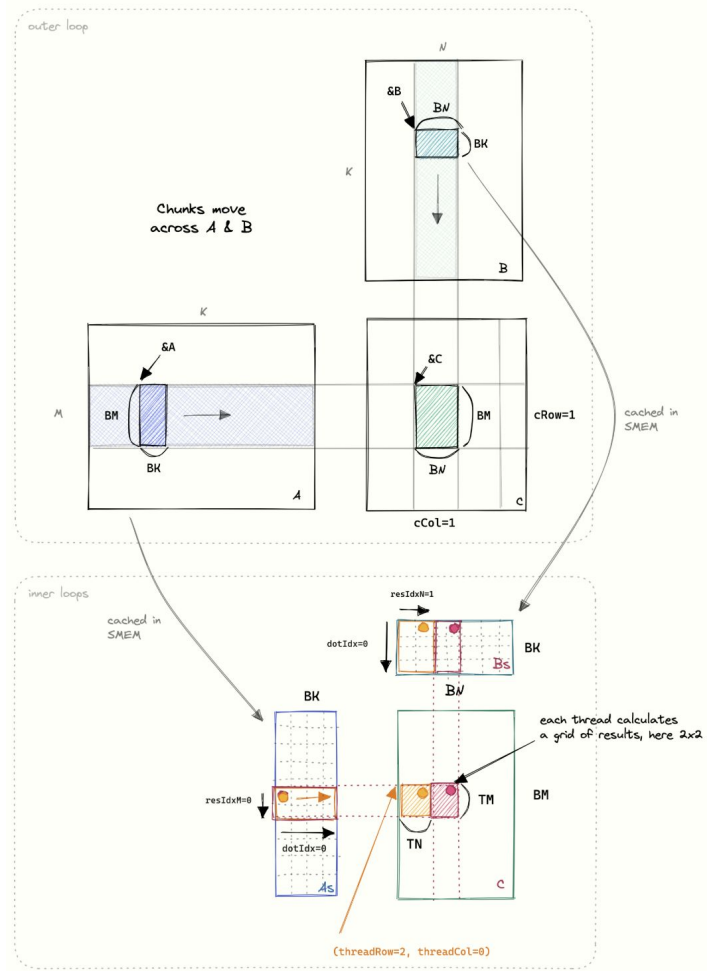 outer loop
N
&B
BN
BK
K
Chunks move
across A & B
B
K
&A
&C
M
BM
BM
cRow=1
cached in
SMEM
BK
BN
A
C
cCol=1
inner loops
resIdxN=1
cached in
SMEM
dotIdx=0
BK
Bs
BK
BN
each thread calculates
a grid of results, here 2x2
resIdxM=0
TM
BM
TN
dotIdx=0
As
C
(threadRow=2, threadCol=0)